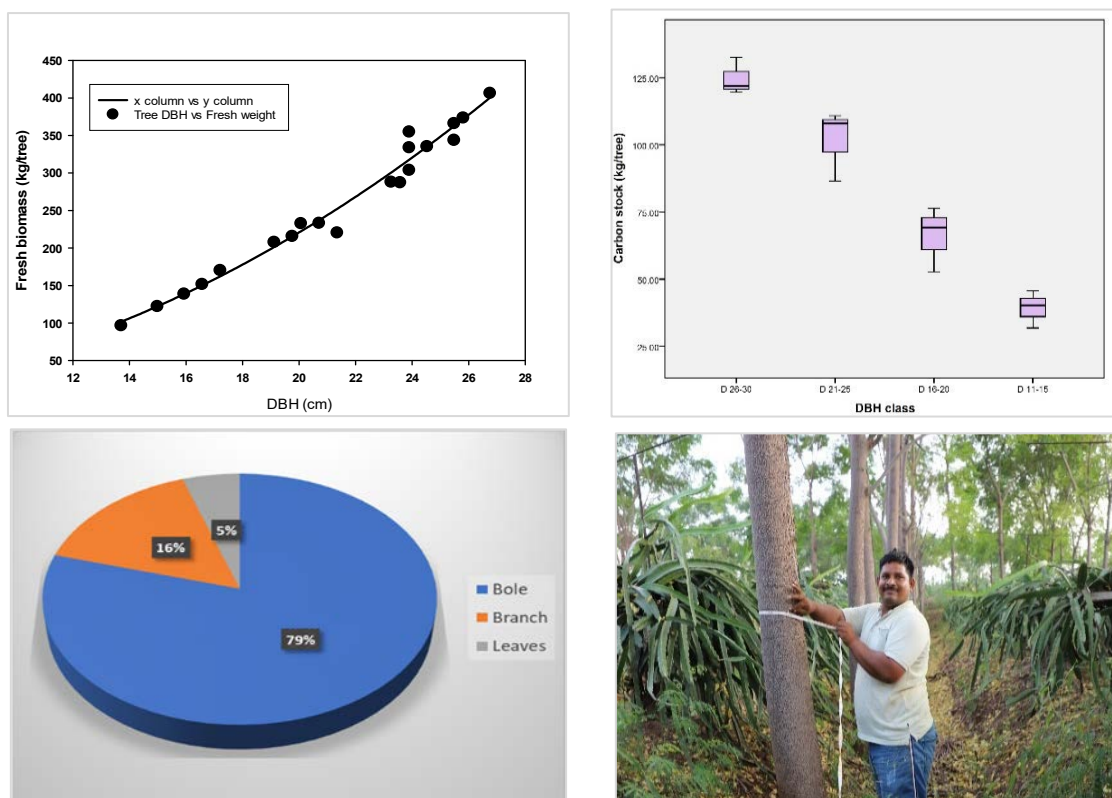 450
400
350
300
250
200
150
100
50
Fresh biomass (kg/tree)
x column vs y column
Tree DBH vs Fresh weight
12 14 16 18 20 22 24 26 28
DBH (cm)
125.00
100.00
75.00
50.00
25.00
Carbon stock (kg/tree)
D 26-30 D 21-25 D 16-20 D 11-15
DBH class
5%
16%
79%
Bole
Branch
Leaves